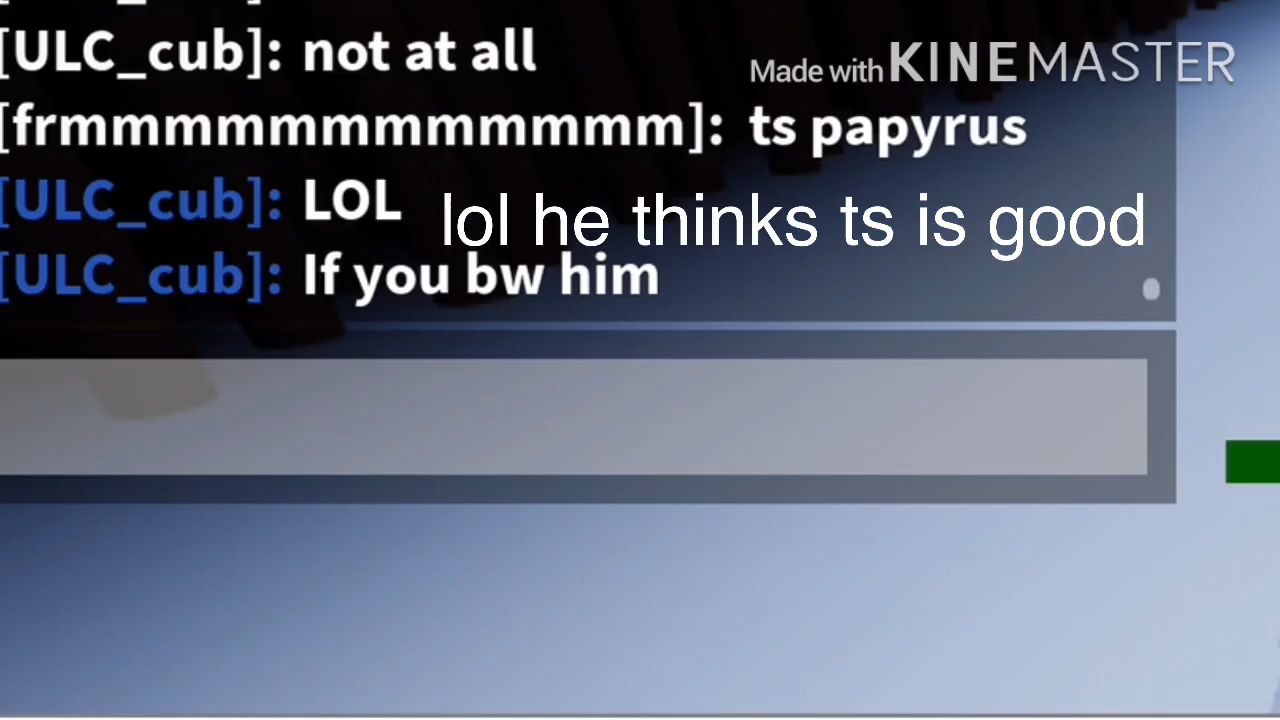 [ULC_cub]: not at all
Made with KINEMASTER
[frmmmmmmmmmmmmm]: ts papyrus
[ULC_cub]: LOL
lol he thinks ts is good
[ULC_cub]: If you bw him